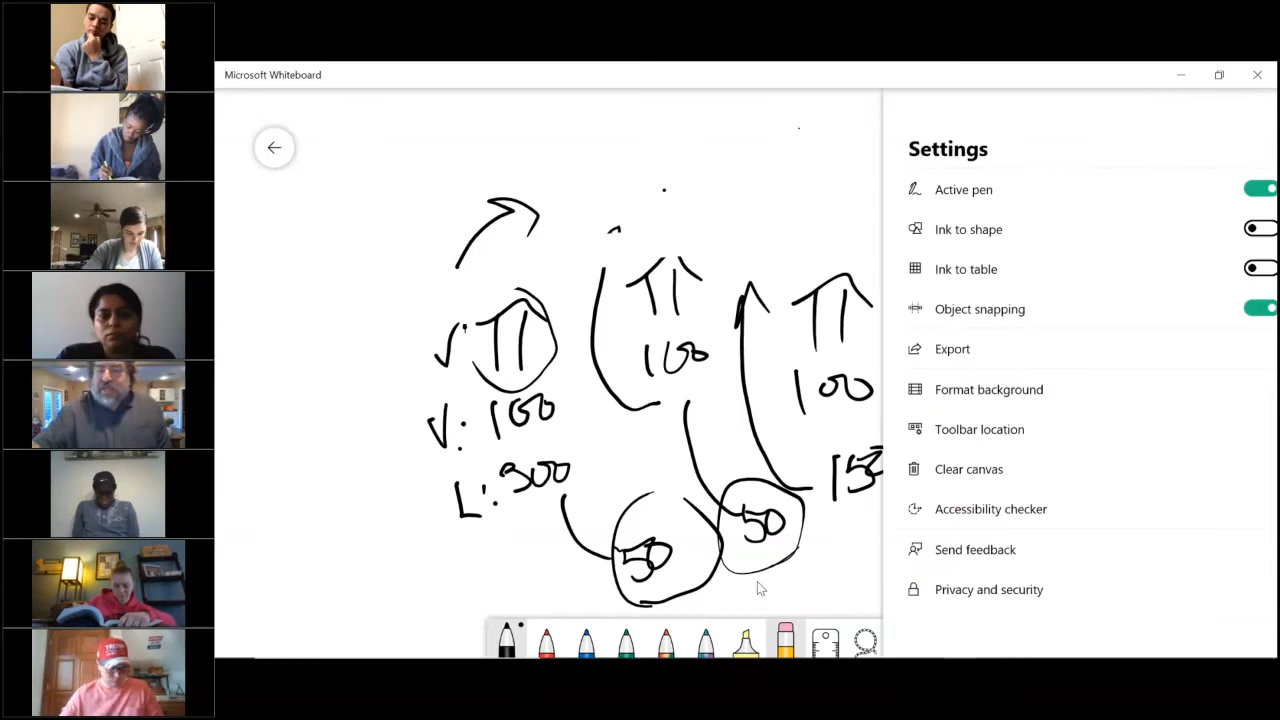 Microsoft Whiteboard
Settings
Active pen
Ink to shape
Ink to table
Object snapping
Export
Format background
Toolbar location
Clear canvas
Accessibility checker
Send feedback
Privacy and security
100
100
V: 100
L: 300
150
50
50